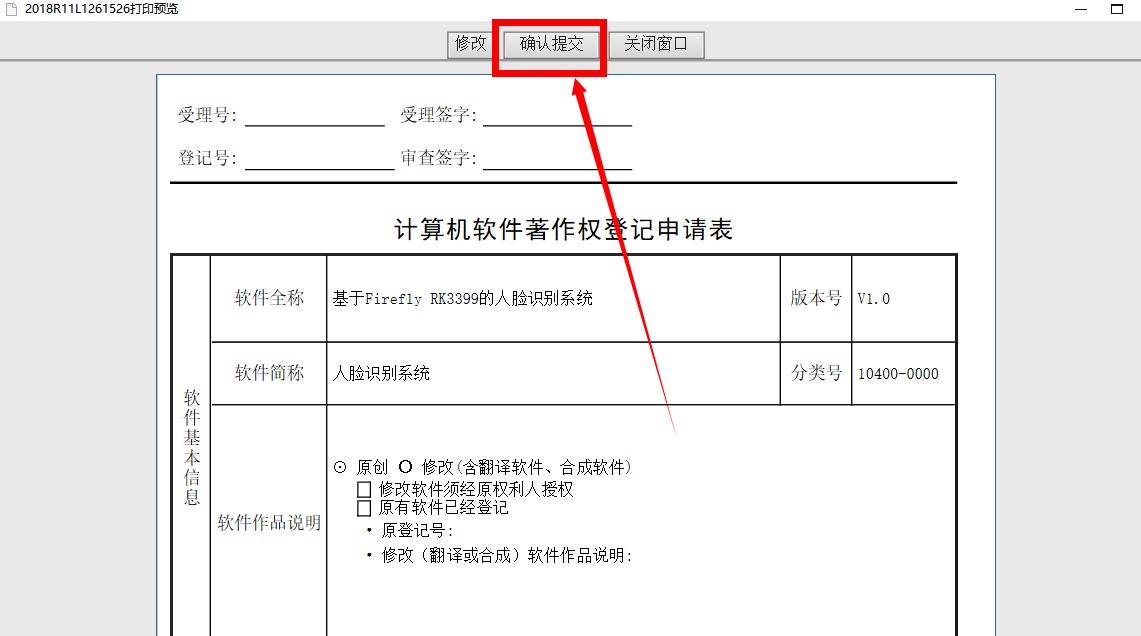 2018R11L1261526打印预览
修改 确认提交 关闭窗口
受理号: 受理签字:
登记号: 审查签字:
计算机软件著作权登记申请表
软件基本信息
软件全称 基于Firefly RK3399的人脸识别系统 版本号 V1.0
软件简称 人脸识别系统 分类号 10400-0000
软件作品说明
⊙ 原创 O 修改(含翻译软件、合成软件)
□ 修改软件须经原权利人授权
□ 原有软件已经登记
· 原登记号:
· 修改（翻译或合成）软件作品说明: